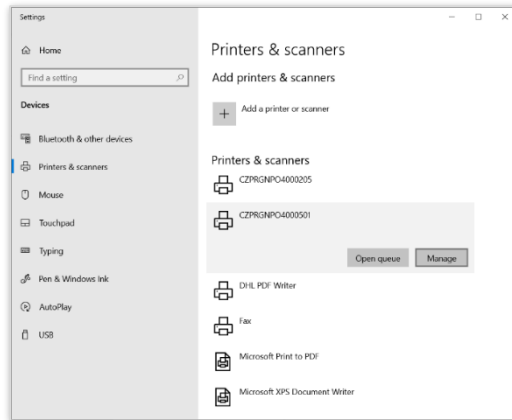 Settings
Home
Find a setting
Devices
Bluetooth & other devices
Printers & scanners
Mouse
Touchpad
Typing
Pen & Windows Ink
AutoPlay
USB
Printers & scanners
Add printers & scanners
Add a printer or scanner
Printers & scanners
CZPRGNPO4000205
CZPRGNPO4000501
Open queue Manage
DHL PDF Writer
Fax
Microsoft Print to PDF
Microsoft XPS Document Writer